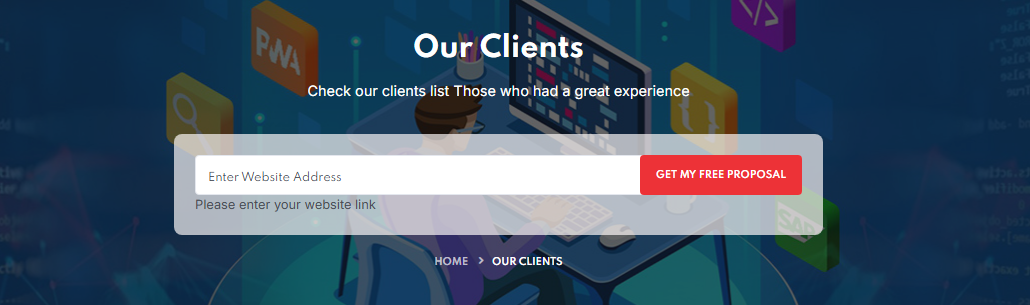 PWA
</>
Our Clients
Check our clients list Those who had a great experience
{ }
Enter Website Address
GET MY FREE PROPOSAL
Please enter your website link
SAP
HOME > OUR CLIENTS